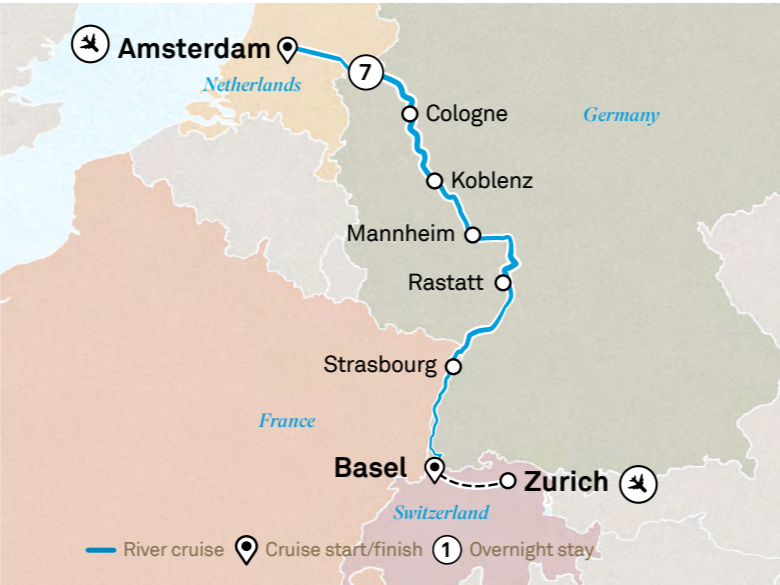 Amsterdam
Netherlands
7
Cologne
Germany
Koblenz
Mannheim
Rastatt
Strasbourg
France
Basel
Zurich
Switzerland
River cruise Cruise start/finish 1 Overnight stay